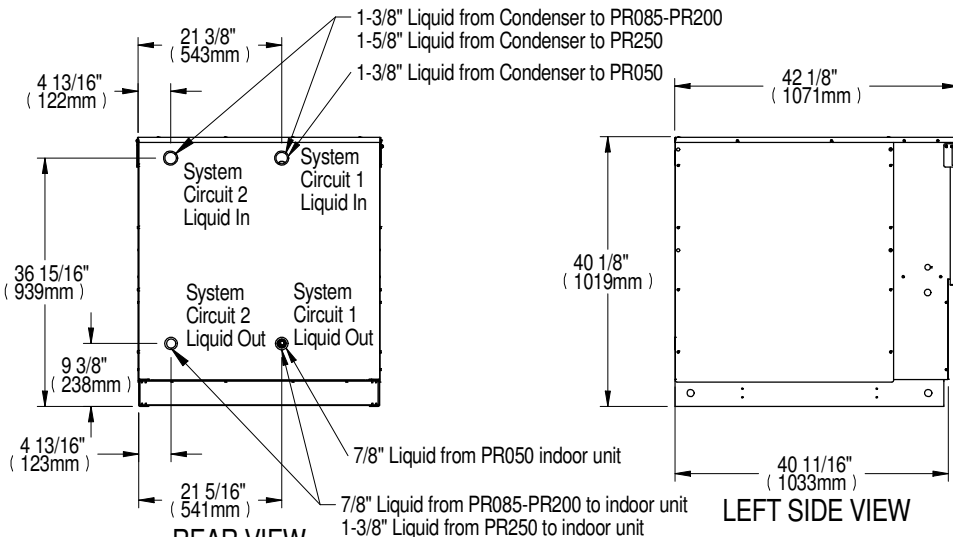 1-3/8" Liquid from Condenser to PR085-PR200
1-5/8" Liquid from Condenser to PR250
1-3/8" Liquid from Condenser to PR050
21 3/8"
( 543mm )
4 13/16"
( 122mm )
42 1/8"
( 1071mm )
System
Circuit 2
Liquid In
System
Circuit 1
Liquid In
36 15/16"
( 939mm )
40 1/8"
( 1019mm )
System
Circuit 2
Liquid Out
System
Circuit 1
Liquid Out
9 3/8"
( 238mm )
4 13/16"
( 123mm )
7/8" Liquid from PR050 indoor unit
40 11/16"
( 1033mm )
21 5/16"
( 541mm )
7/8" Liquid from PR085-PR200 to indoor unit
1-3/8" Liquid from PR250 to indoor unit
LEFT SIDE VIEW
REAR VIEW